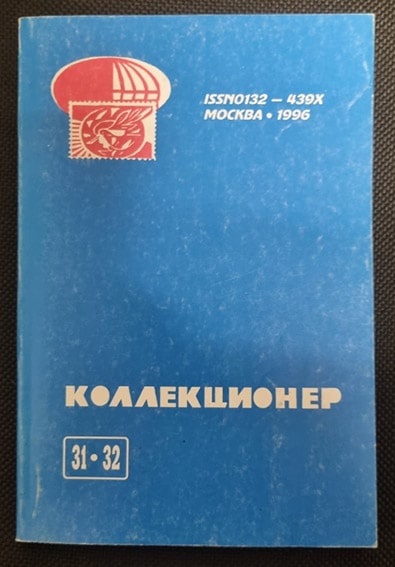 ISSN0132 – 439X
МОСКВА • 1996
КОЛЛЕКЦИОНЕР
31 • 32